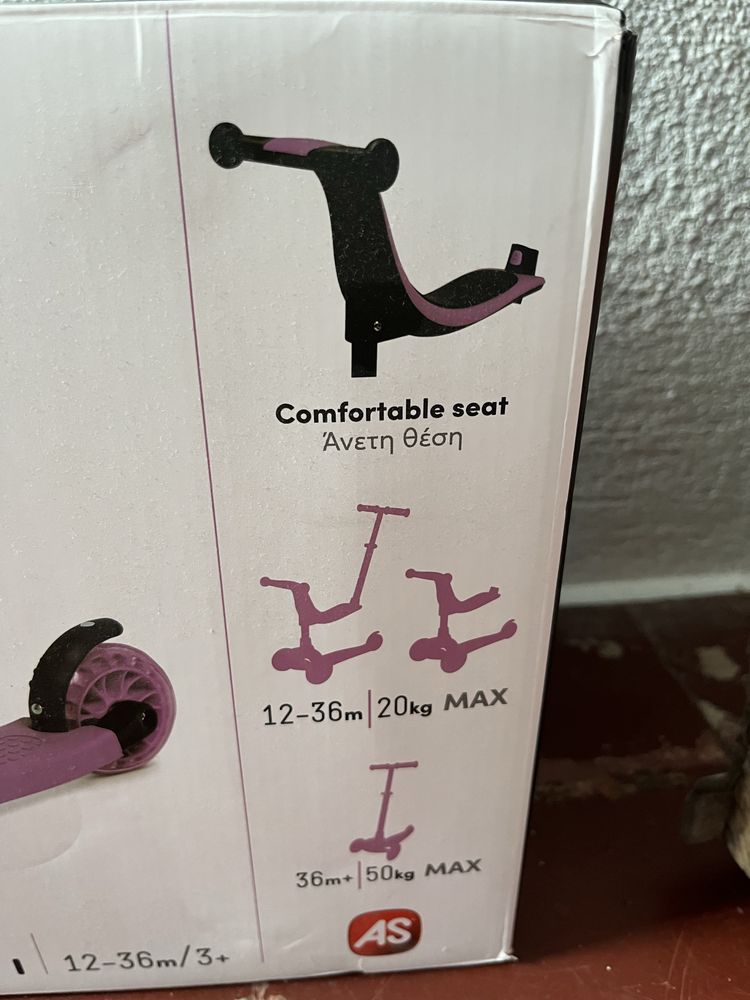 Comfortable seat
Άνετη θέση
12-36m|20kg MAX
36m+|50kg MAX
AS
12-36m/3+